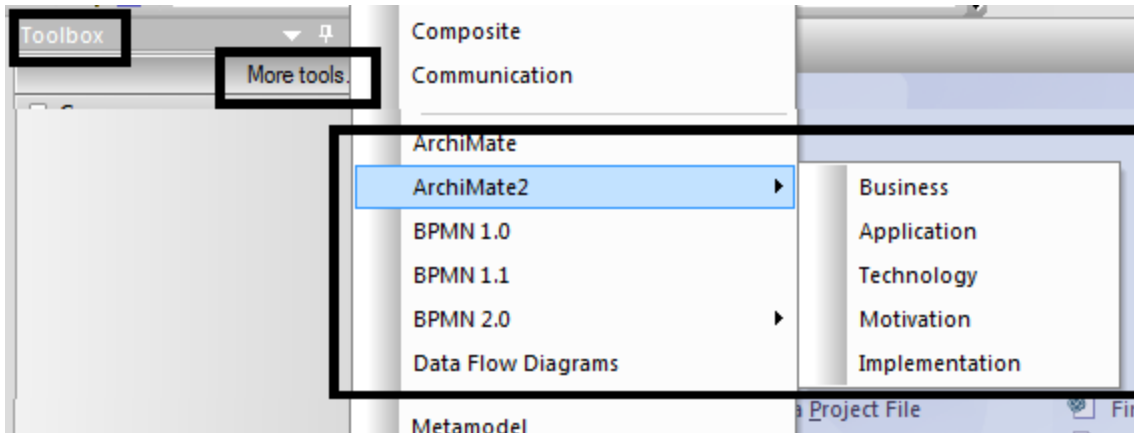 Toolbox
More tools.
Composite
Communication
ArchiMate
ArchiMate2
BPMN 1.0
BPMN 1.1
BPMN 2.0
Data Flow Diagrams
Business
Application
Technology
Motivation
Implementation
Project File
Metamodel